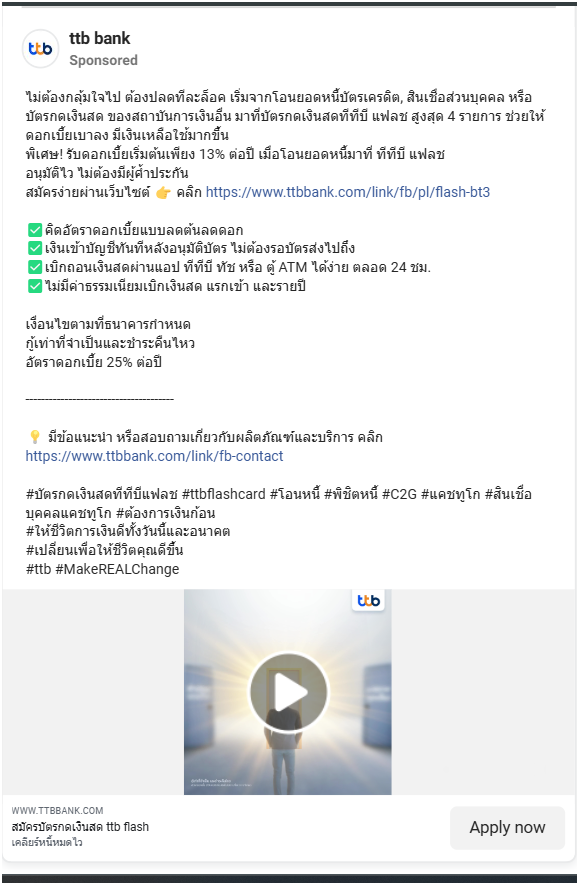 ttb
ttb bank
Sponsored
ไม่ต้องกลุ้มใจไป ต้องปลดทีละล็อค เริ่มจากโอนยอดหนี้บัตรเครดิต, สินเชื่อส่วนบุคคล หรือ
บัตรกดเงินสด ของสถาบันการเงินอื่น มาที่บัตรกดเงินสดทีทีบี แฟลช สูงสุด 4 รายการ ช่วยให้
ดอกเบี้ยเบาลง มีเงินเหลือใช้มากขึ้น
พิเศษ! รับดอกเบี้ยเริ่มต้นเพียง 13% ต่อปี เมื่อโอนยอดหนี้มาที่ ทีทีบี แฟลช
อนุมัติไว ไม่ต้องมีผู้ค้ำประกัน
สมัครง่ายผ่านเว็บไซต์ 👉 คลิก https://www.ttbbank.com/link/fb/pl/flash-bt3
✅ คิดอัตราดอกเบี้ยแบบลดต้นลดดอก
✅ เงินเข้าบัญชีทันทีหลังอนุมัติบัตร ไม่ต้องรอบัตรส่งไปถึง
✅ เบิกถอนเงินสดผ่านแอป ทีทีบี ทัช หรือ ตู้ ATM ได้ง่าย ตลอด 24 ชม.
✅ ไม่มีค่าธรรมเนียมเบิกเงินสด แรกเข้า และรายปี
เงื่อนไขตามที่ธนาคารกำหนด
กู้เท่าที่จำเป็นและชำระคืนไหว
อัตราดอกเบี้ย 25% ต่อปี
-------------------------------------
💡 มีข้อแนะนำ หรือสอบถามเกี่ยวกับผลิตภัณฑ์และบริการ คลิก
https://www.ttbbank.com/link/fb-contact
#บัตรกดเงินสดทีทีบีแฟลช #ttbflashcard #โอนหนี้ #พิชิตหนี้ #C2G #แคชทูโก #สินเชื่อ
บุคคลแคชทูโก #ต้องการเงินก้อน
#ให้ชีวิตการเงินดีทั้งวันนี้และอนาคต
#เปลี่ยนเพื่อให้ชีวิตคุณดีขึ้น
#ttb #MakeREALChange
ttb
WWW.TTBBANK.COM
สมัครบัตรกดเงินสด ttb flash
เคลียร์หนี้หมดไว
Apply now